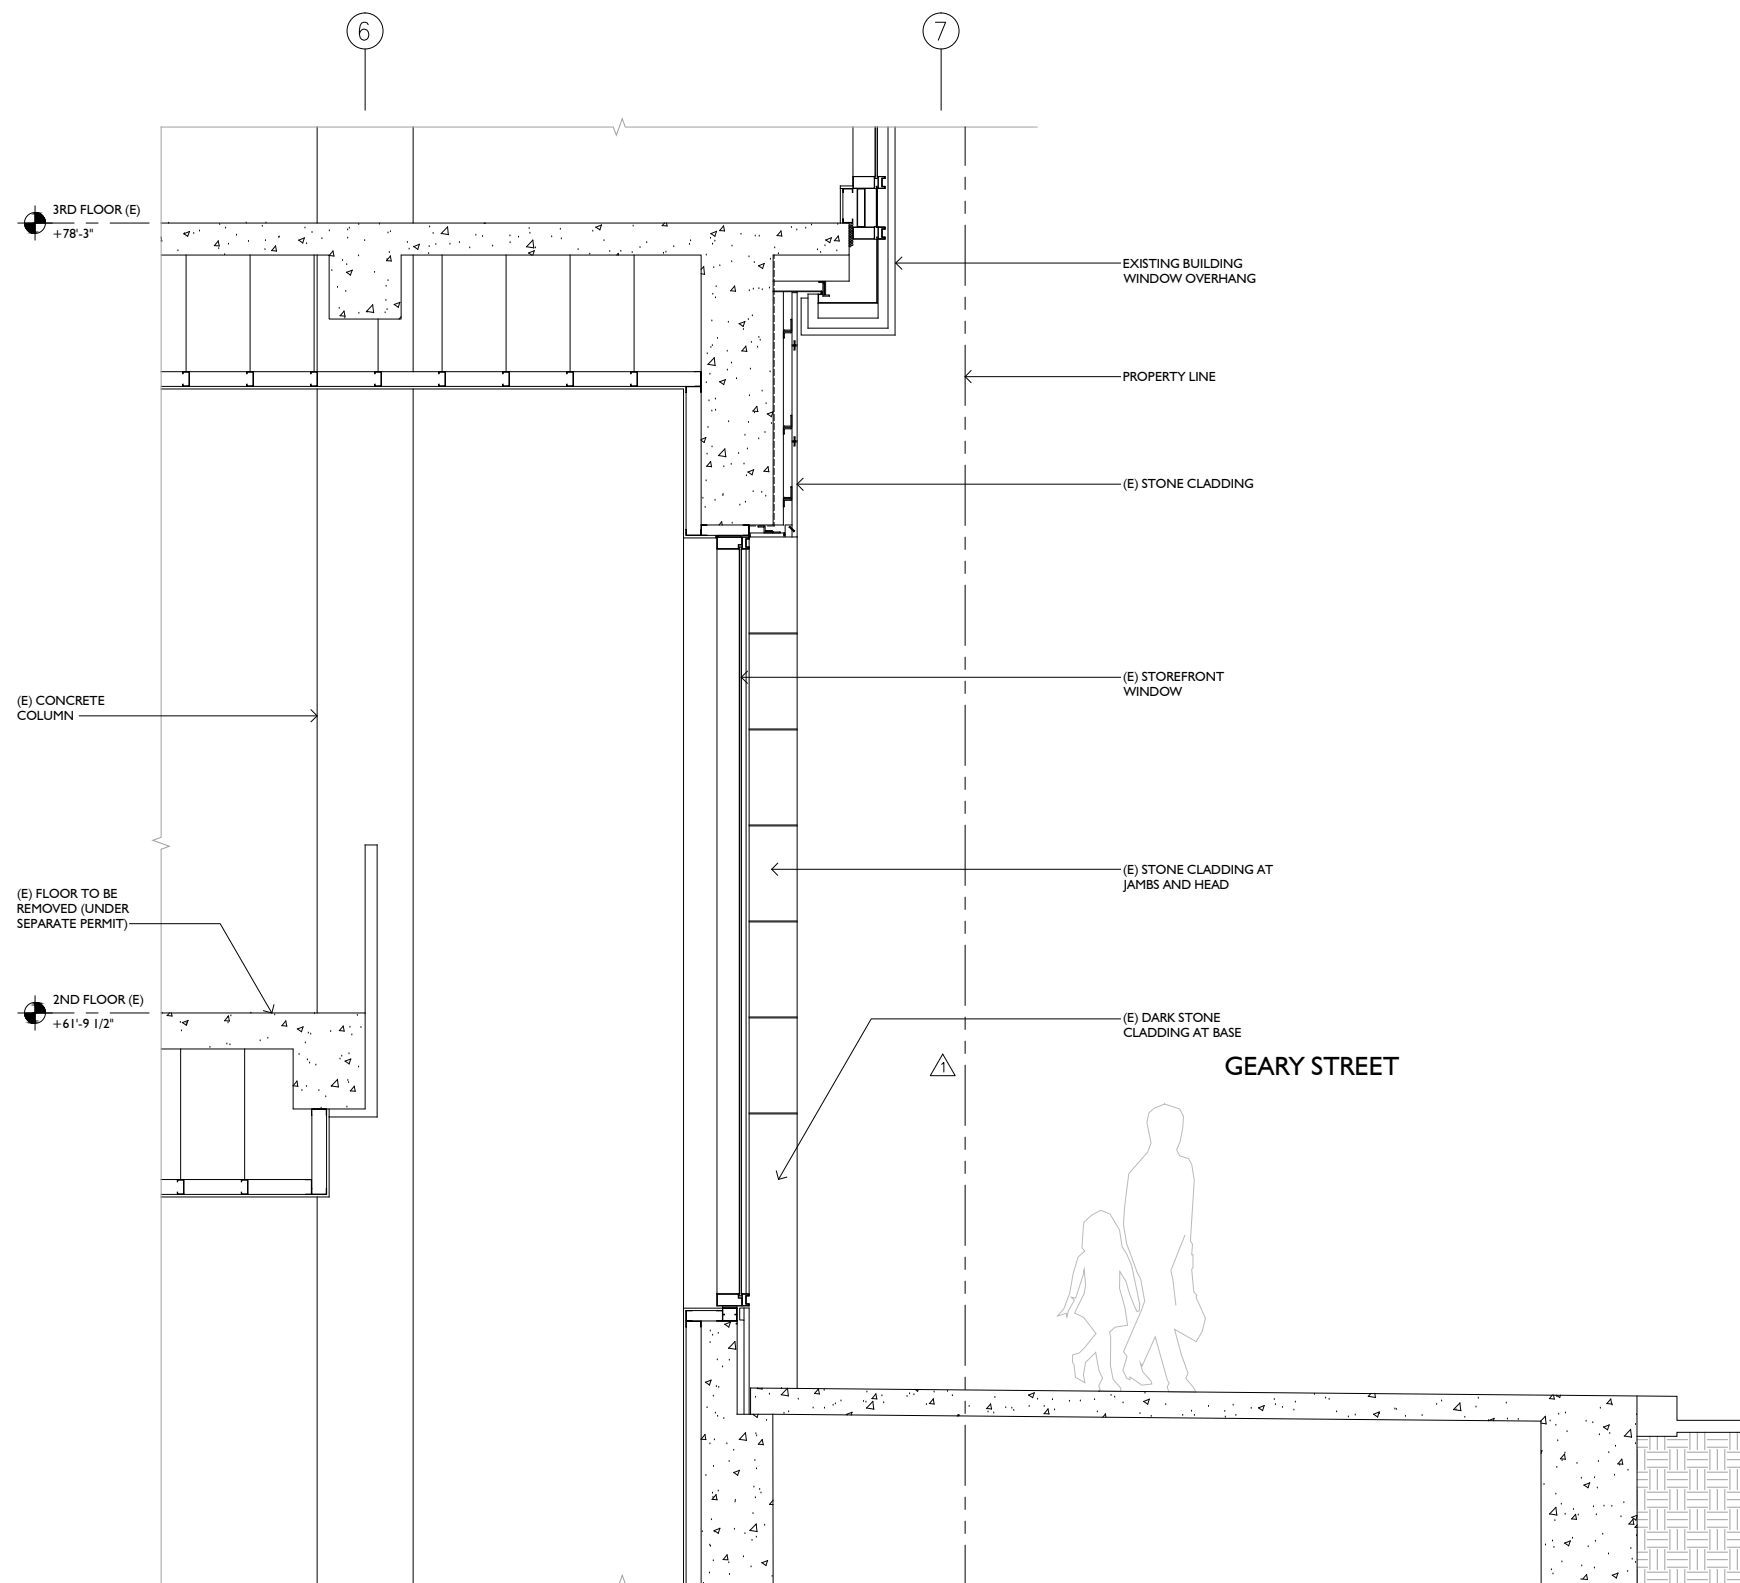 6
7
3RD FLOOR (E)
+78'-3"
EXISTING BUILDING
WINDOW OVERHANG
PROPERTY LINE
(E) STONE CLADDING
(E) STOREFRONT
WINDOW
(E) CONCRETE
COLUMN
(E) STONE CLADDING AT
JAMBS AND HEAD
(E) FLOOR TO BE
REMOVED (UNDER
SEPARATE PERMIT)
2ND FLOOR (E)
+61'-9 1/2"
(E) DARK STONE
CLADDING AT BASE
1
GEARY STREET